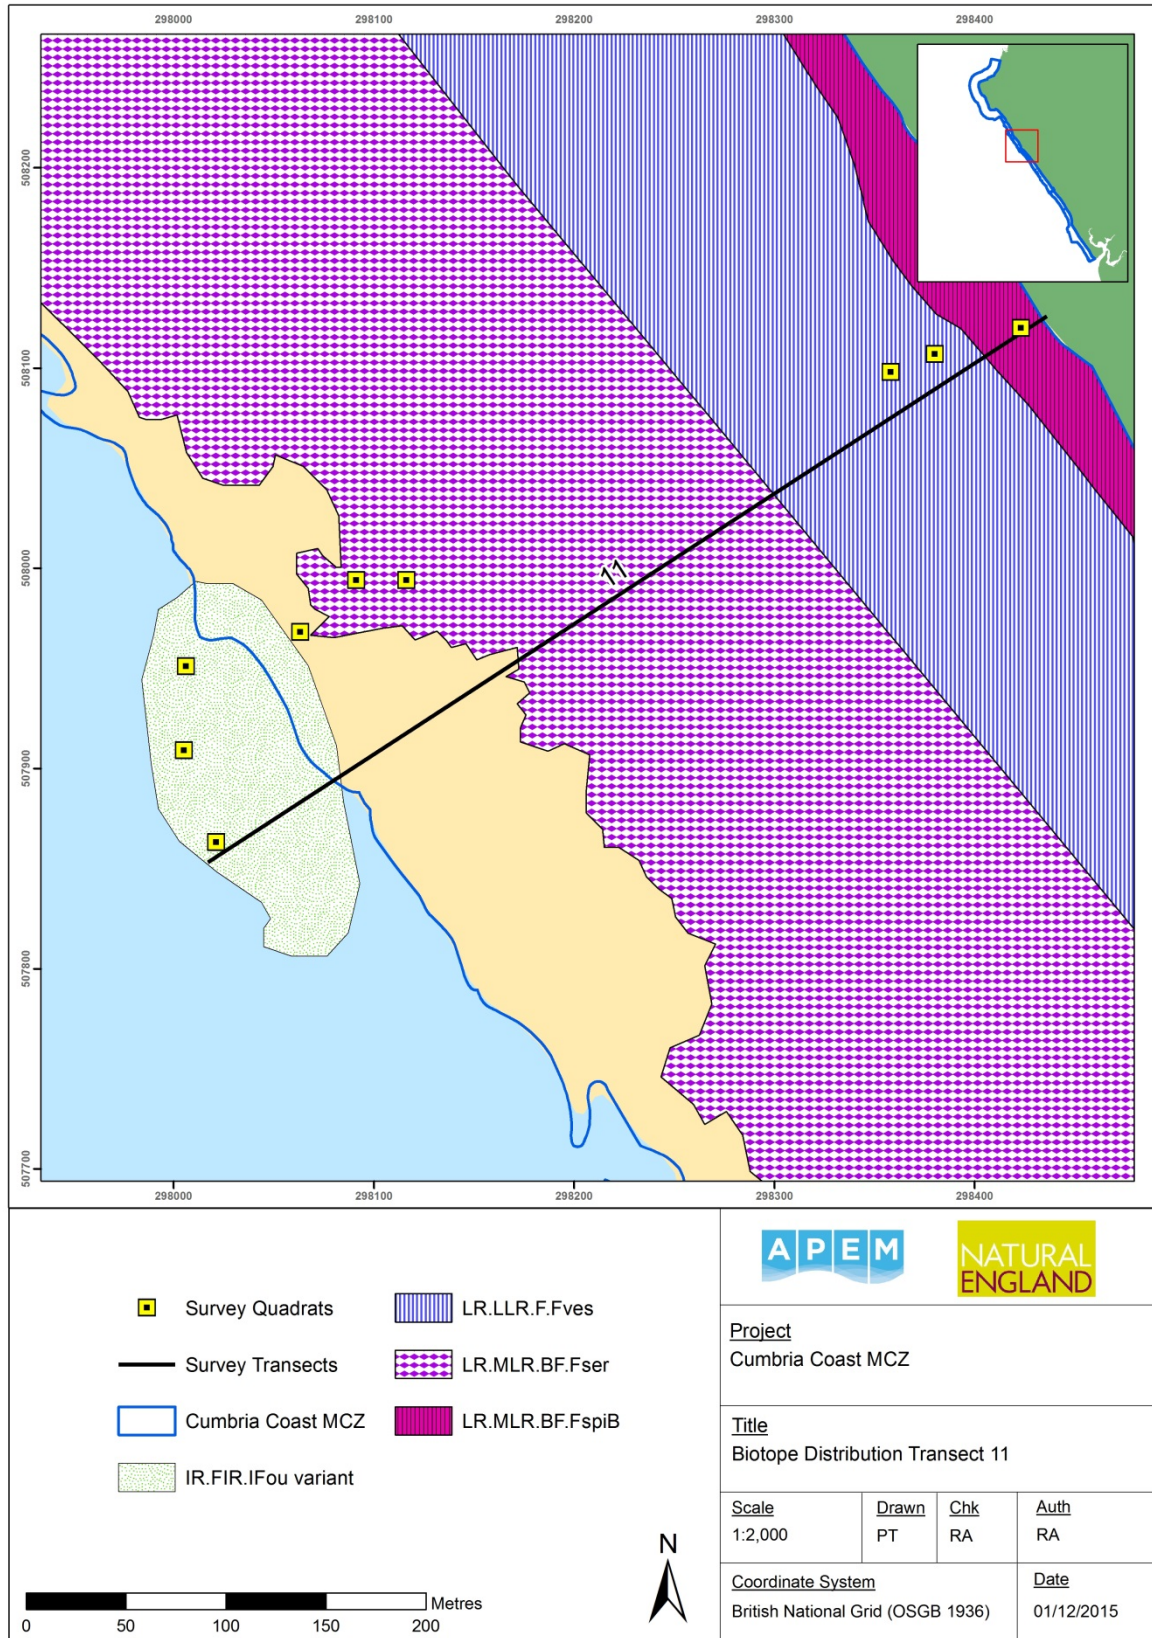 298000 298100 298200 298300 298400
508200
508100
508000
507900
507800
507700
11
298000 298100 298200 298300 298400
Survey Quadrats
Survey Transects
Cumbria Coast MCZ
IR.FIR.IFou variant
LR.LLR.F.Fves
LR.MLR.BF.Fser
LR.MLR.BF.FspiB
0 50 100 150 200 Metres
N
APEM
NATURAL
ENGLAND
Project
Cumbria Coast MCZ
Title
Biotope Distribution Transect 11
Scale Drawn Chk Auth
1:2,000 PT RA RA
Coordinate System Date
British National Grid (OSGB 1936) 01/12/2015